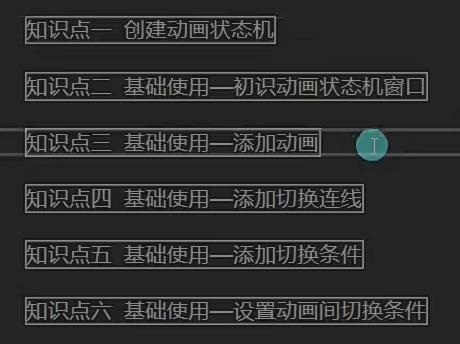 知识点一 创建动画状态机
知识点二 基础使用—初识动画状态机窗口
知识点三 基础使用—添加动画
知识点四 基础使用—添加切换连线
知识点五 基础使用—添加切换条件
知识点六 基础使用—设置动画间切换条件